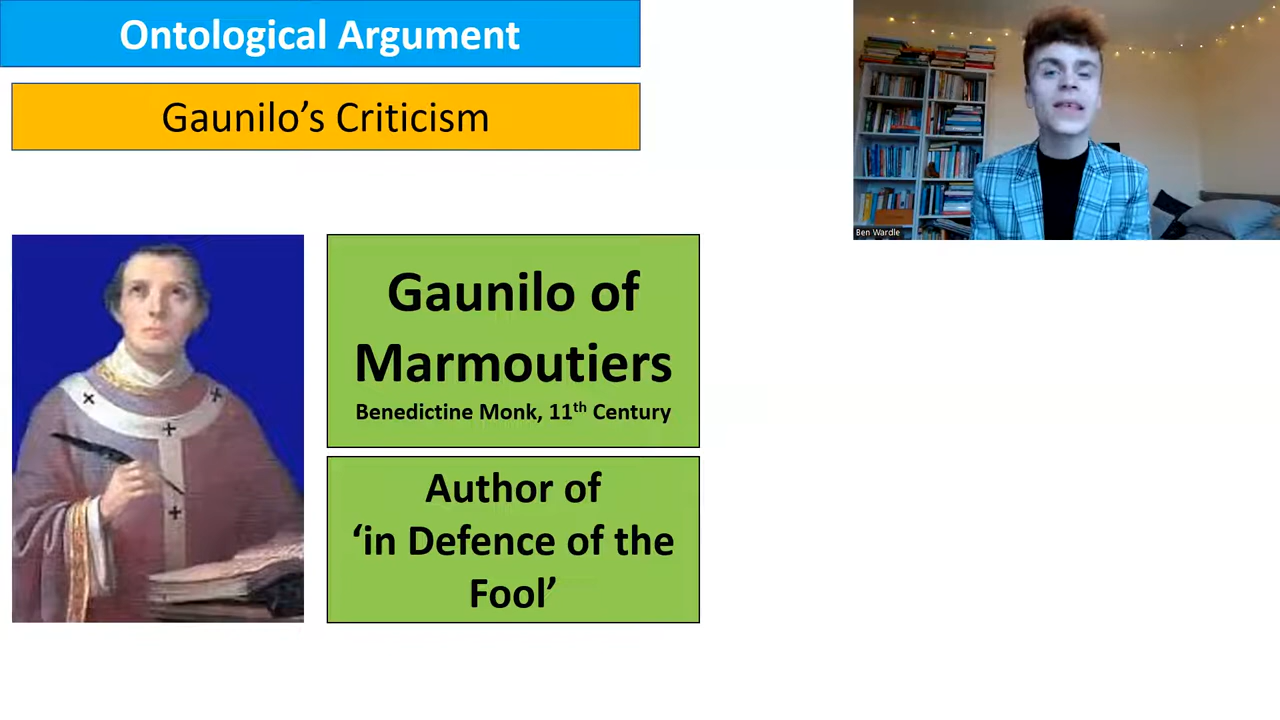 Ontological Argument
Gaunilo’s Criticism
Ben Wardle
Gaunilo of
Marmoutiers
Benedictine Monk, 11th Century
Author of
‘in Defence of the
Fool’